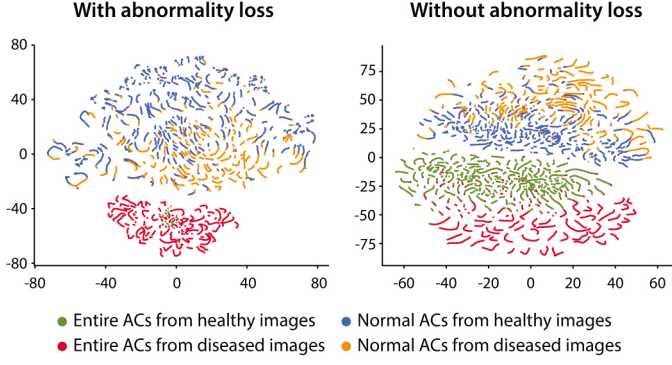 With abnormality loss
Without abnormality loss
80
40
0
-40
-80
-80 -40 0 40 80
75
50
25
0
-25
-50
-75
-60 -40 -20 0 20 40 60
Entire ACs from healthy images
Normal ACs from healthy images
Entire ACs from diseased images
Normal ACs from diseased images